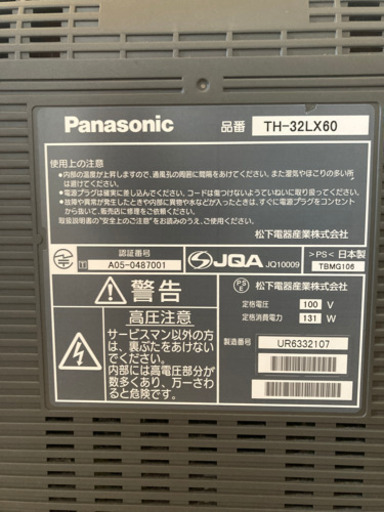 Panasonic 品番 TH-32LX60
使用上の注意
•内部の温度が上昇しますので、通風孔の周囲に間隔をあけてください。また湿気やほこりの多い所
は避けてください。
•電源プラグは確実に差し込んでください。コードは傷つけないようていねいに取り扱ってください。
•故障や異常が発生したときや内部に異物や水などが入ったときは、すぐに電源プラグをコンセント
から抜いて、販売店に修理をご依頼ください。
取扱説明書の"安全上のご注意"をお読みのうえ、ご使用ください。
松下電器産業株式会社
認証番号
A05-0487001
JQA JQ10009
>PS< 日本製
TBMG106
警告
高圧注意
サービスマン以外の方
は、裏ぶたをあけない
でください。
内部には高電圧部分が
数多くあり、万一さわ
ると危険です。
PS
E
松下電器産業株式会社
定格電圧 100 V
定格消費電力 131 W
製造番号 UR6332107